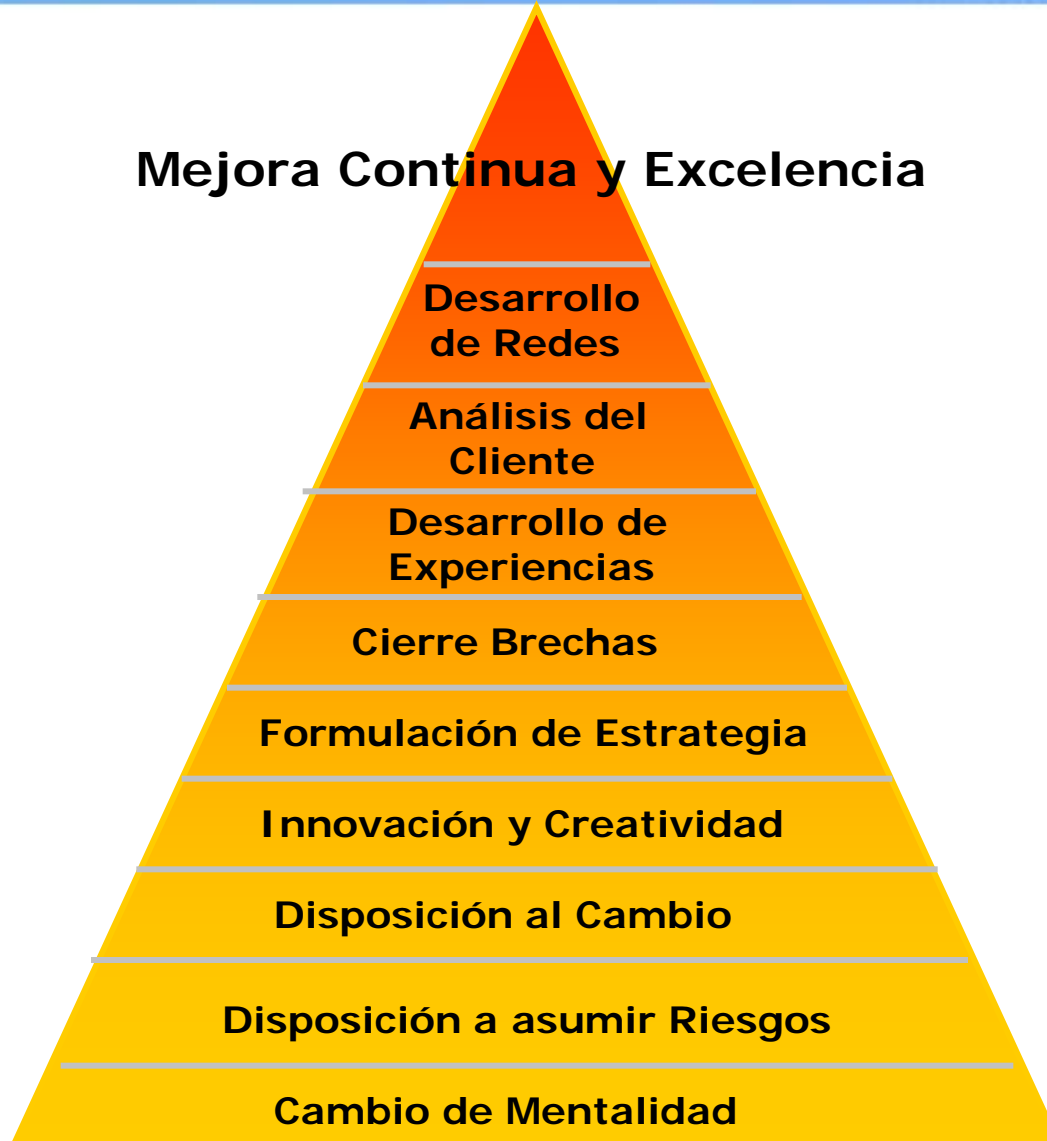 Mejora Continua y Excelencia
Desarrollo
de Redes
Análisis del
Cliente
Desarrollo de
Experiencias
Cierre Brechas
Formulación de Estrategia
Innovación y Creatividad
Disposición al Cambio
Disposición a asumir Riesgos
Cambio de Mentalidad